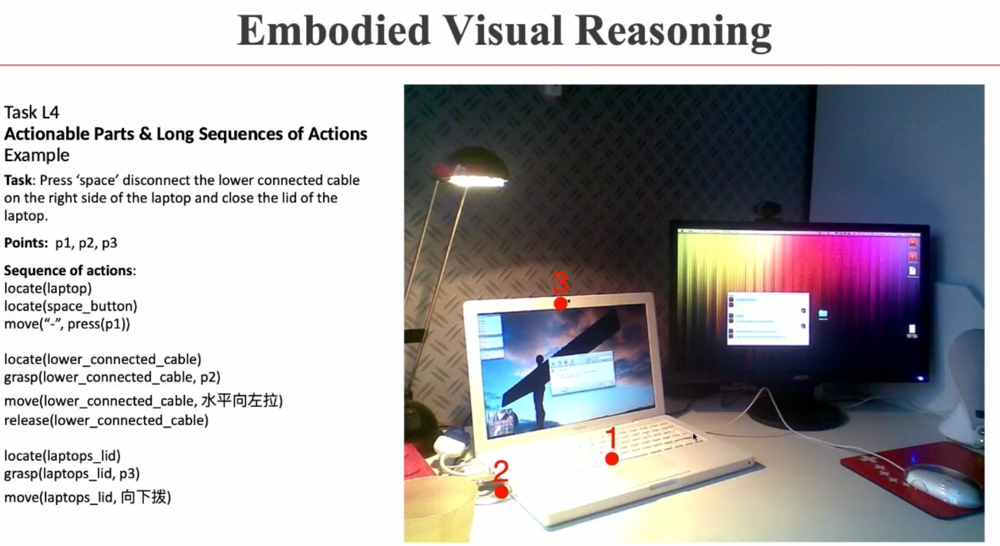 Embodied Visual Reasoning
Task L4
Actionable Parts & Long Sequences of Actions
Example
Task: Press ‘space’ disconnect the lower connected cable
on the right side of the laptop and close the lid of the
laptop.
Points: p1, p2, p3
Sequence of actions:
locate(laptop)
locate(space_button)
move(“-”, press(p1))
locate(lower_connected_cable)
grasp(lower_connected_cable, p2)
move(lower_connected_cable, 水平向左拉)
release(lower_connected_cable)
locate(laptops_lid)
grasp(laptops_lid, p3)
move(laptops_lid, 向下拨)
3
1
2
acer